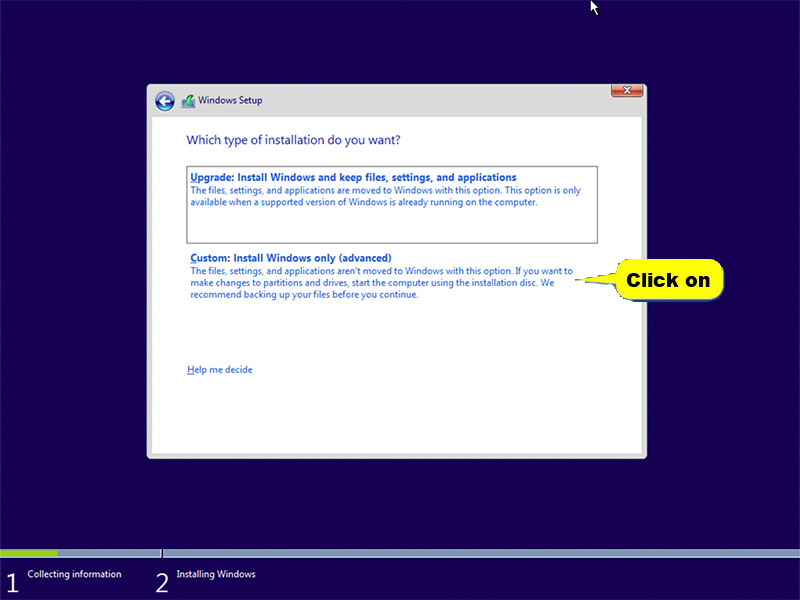 Windows Setup
Which type of installation do you want?
Upgrade: Install Windows and keep files, settings, and applications
The files, settings, and applications are moved to Windows with this option. This option is only
available when a supported version of Windows is already running on the computer.
Custom: Install Windows only (advanced)
The files, settings, and applications aren't moved to Windows with this option. If you want to
make changes to partitions and drives, start the computer using the installation disc. We
recommend backing up your files before you continue.
Click on
Help me decide
1 Collecting information
2 Installing Windows